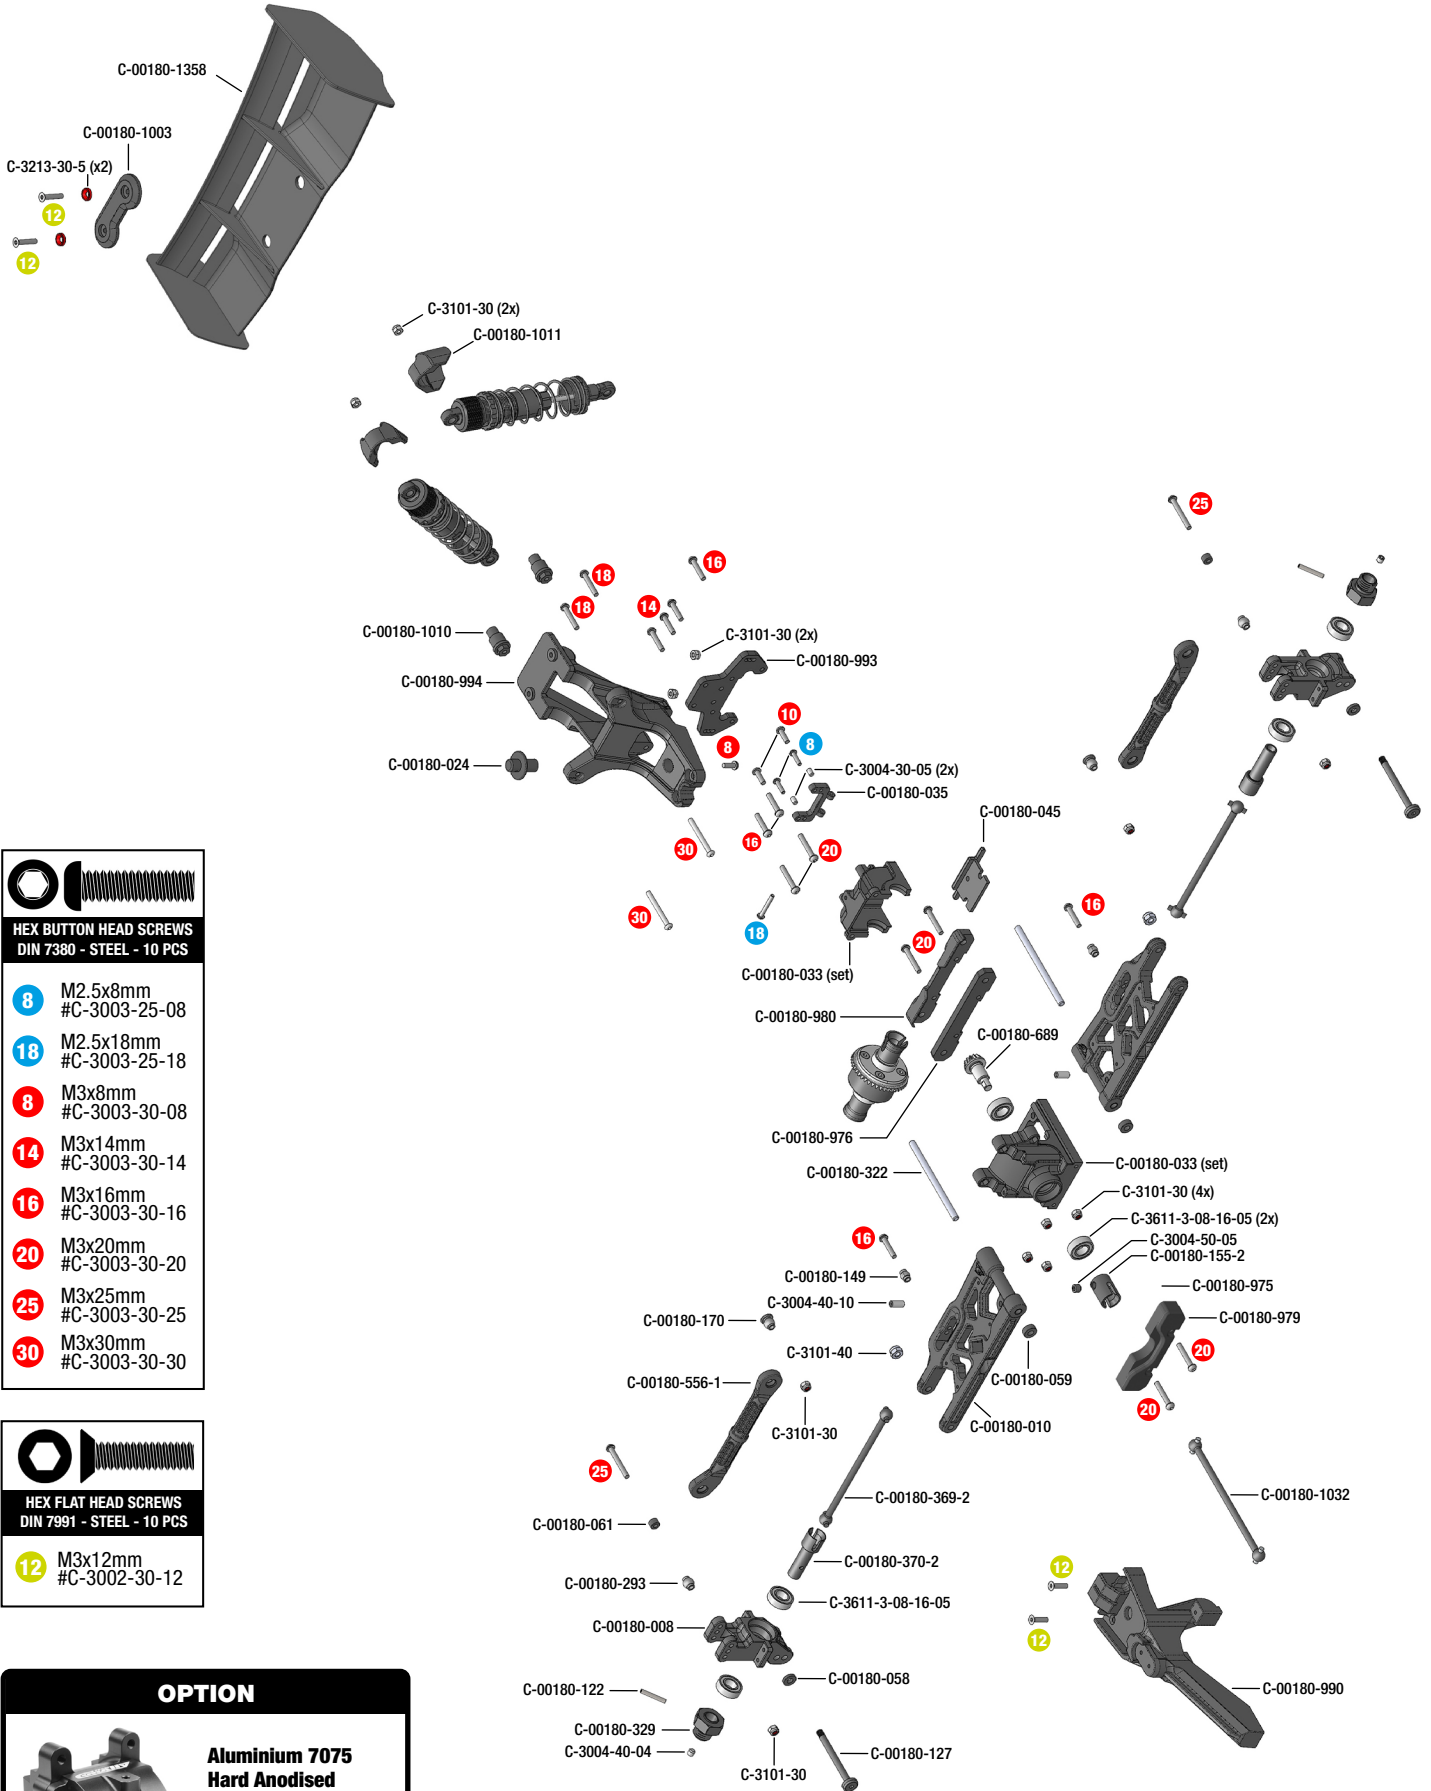 C-00180-1358
C-00180-1003
C-3213-30-5 (x2)
12
12
C-3101-30 (2x)
C-00180-1011
25
16
18
18
14
C-00180-1010
C-3101-30 (2x)
C-00180-993
C-00180-994
10
8
8
C-00180-024
C-3004-30-05 (2x)
C-00180-035
C-00180-045
30
16
20
30
18
16
20
C-00180-033 (set)
C-00180-980
C-00180-689
C-00180-976
C-00180-322
C-00180-033 (set)
C-3101-30 (4x)
C-3611-3-08-16-05 (2x)
C-3004-50-05
C-00180-155-2
16
C-00180-149
C-00180-975
C-3004-40-10
C-00180-979
C-00180-170
C-3101-40
20
C-00180-059
C-00180-556-1
20
C-00180-010
C-3101-30
25
C-00180-369-2
C-00180-1032
C-00180-061
C-00180-370-2
12
C-00180-293
C-3611-3-08-16-05
C-00180-008
12
C-00180-058
C-00180-122
C-00180-990
C-00180-329
C-3004-40-04
C-00180-127
C-3101-30
HEX BUTTON HEAD SCREWS
DIN 7380 - STEEL - 10 PCS
8 M2.5x8mm
#C-3003-25-08
18 M2.5x18mm
#C-3003-25-18
8 M3x8mm
#C-3003-30-08
14 M3x14mm
#C-3003-30-14
16 M3x16mm
#C-3003-30-16
20 M3x20mm
#C-3003-30-20
25 M3x25mm
#C-3003-30-25
30 M3x30mm
#C-3003-30-30
HEX FLAT HEAD SCREWS
DIN 7991 - STEEL - 10 PCS
12 M3x12mm
#C-3002-30-12
OPTION
Aluminium 7075
Hard Anodised